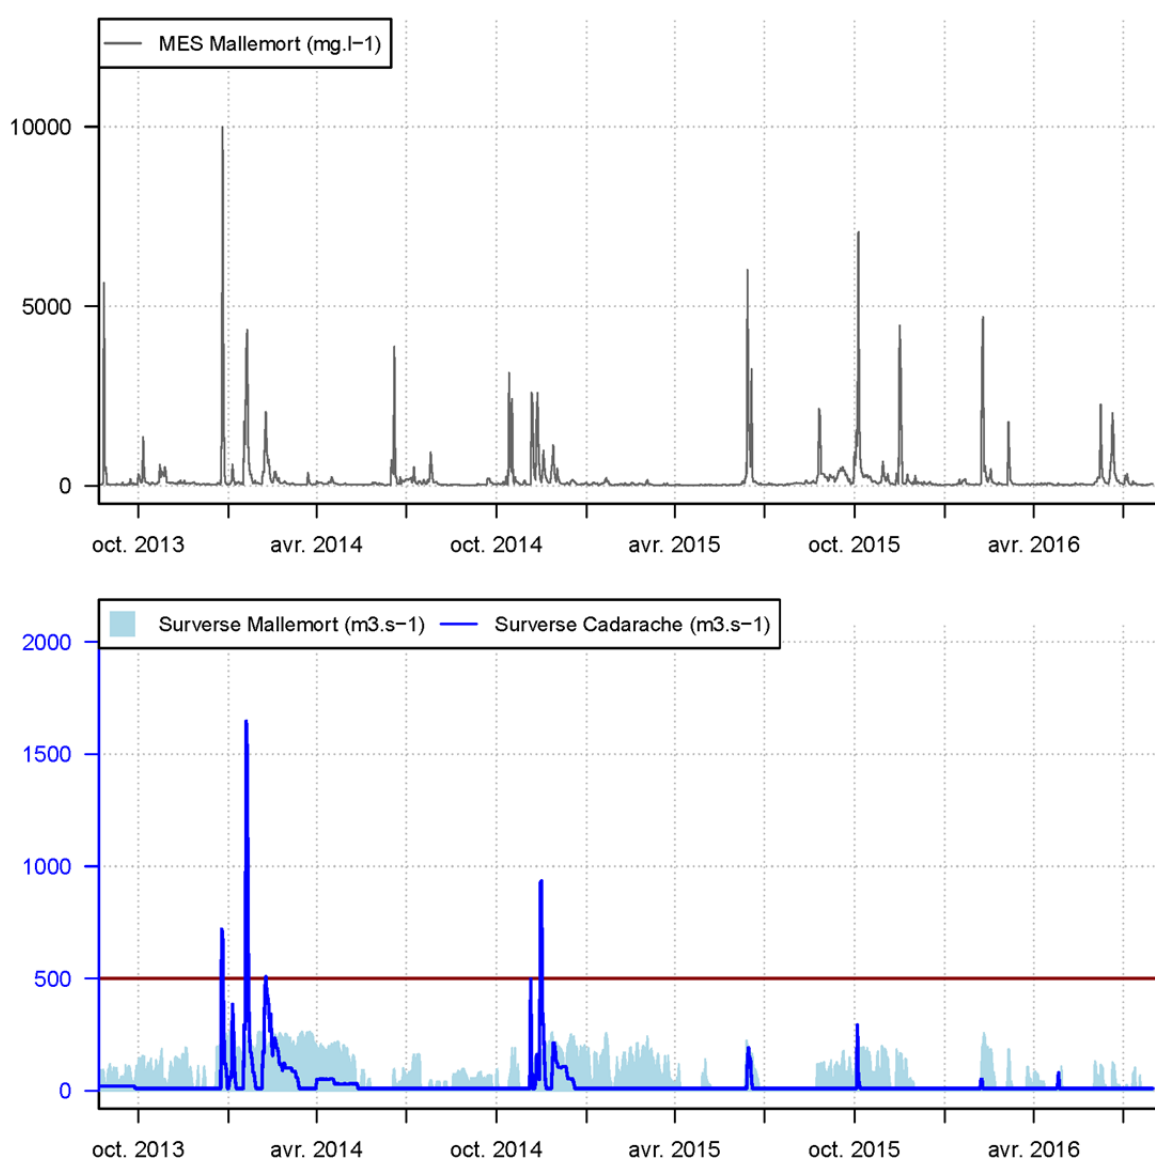 MES Mallemort (mg.l−1)
10000
5000
0
oct. 2013 avr. 2014 oct. 2014 avr. 2015 oct. 2015 avr. 2016
Surverse Mallemort (m3.s−1) Surverse Cadarache (m3.s−1)
2000
1500
1000
500
0
oct. 2013 avr. 2014 oct. 2014 avr. 2015 oct. 2015 avr. 2016